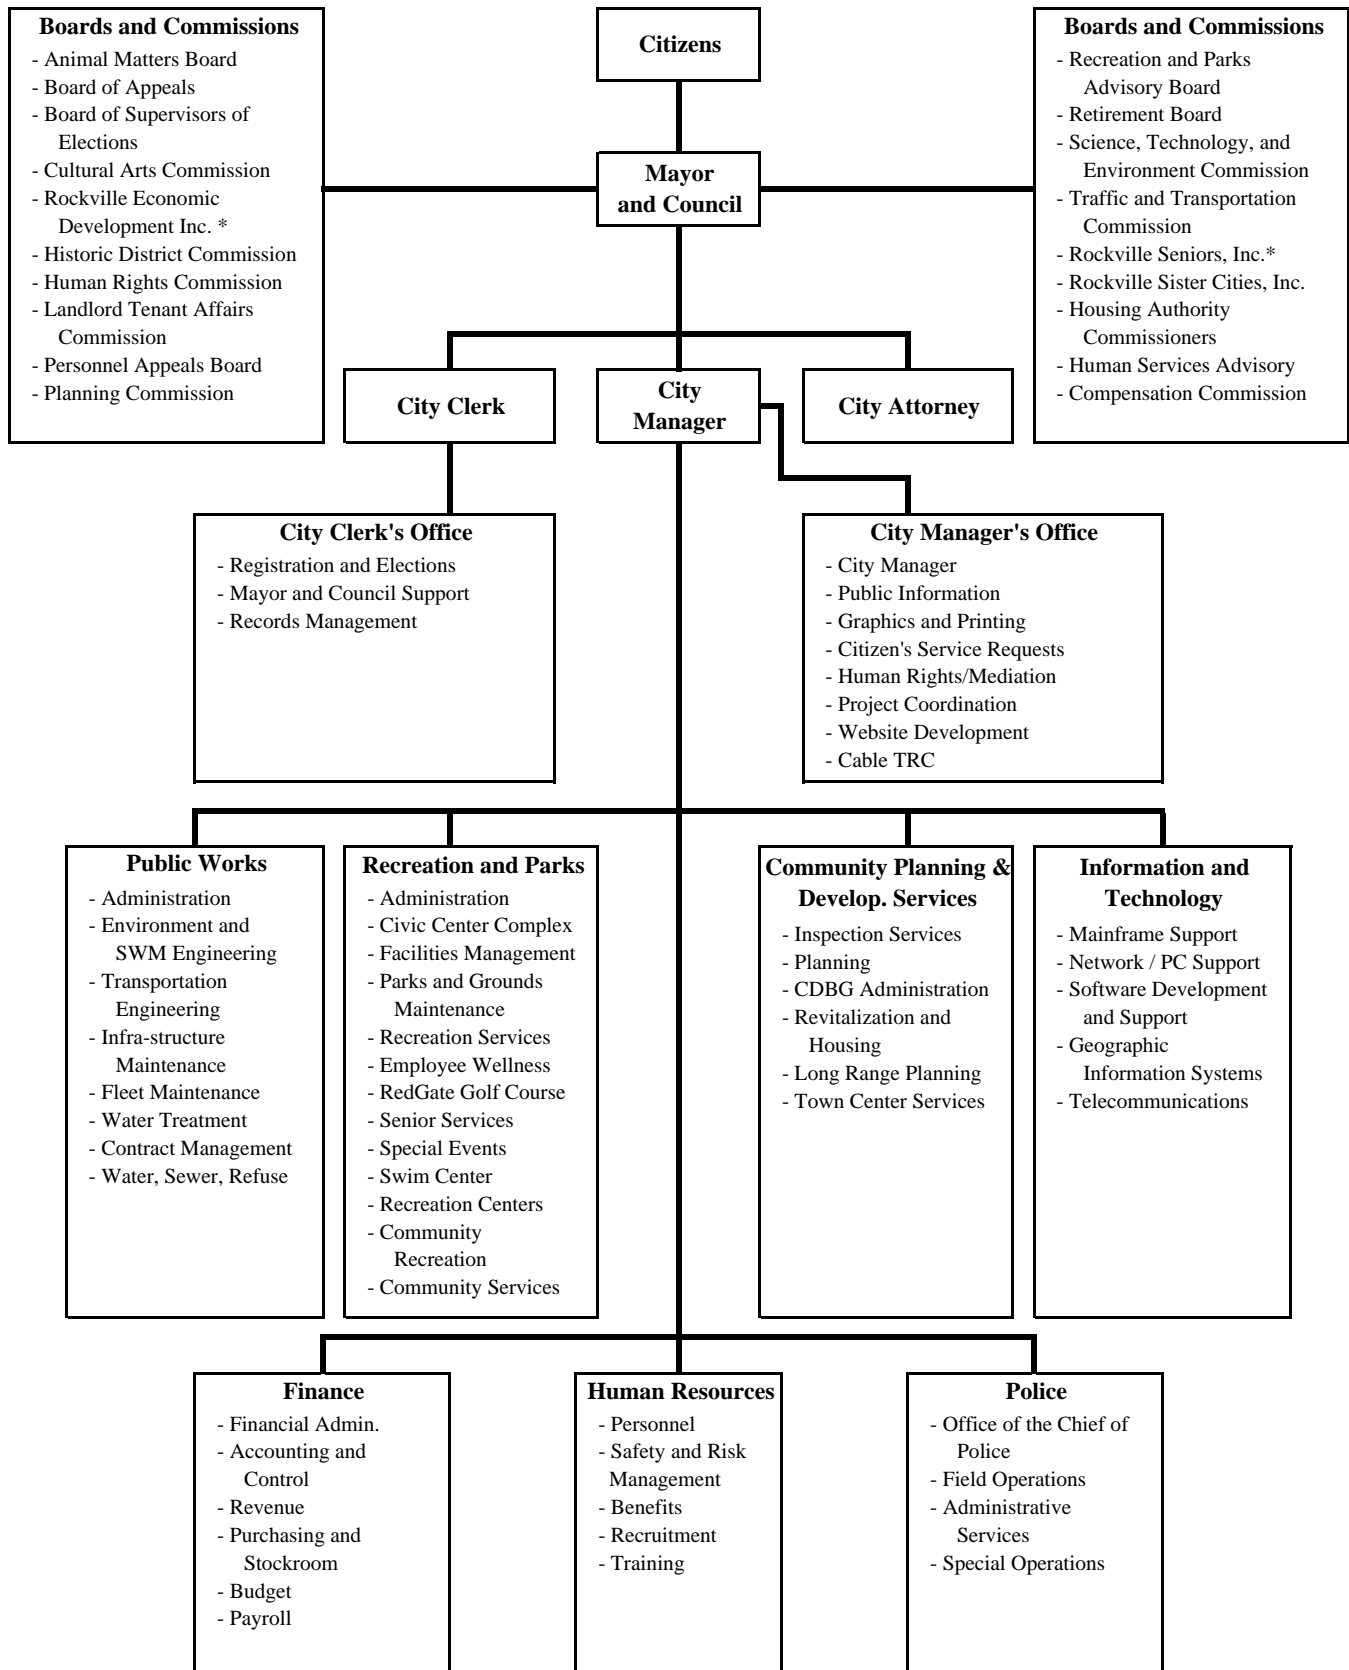 Boards and Commissions
- Animal Matters Board
- Board of Appeals
- Board of Supervisors of
Elections
- Cultural Arts Commission
- Rockville Economic
Development Inc. *
- Historic District Commission
- Human Rights Commission
- Landlord Tenant Affairs
Commission
- Personnel Appeals Board
- Planning Commission
Citizens
Mayor
and Council
Boards and Commissions
- Recreation and Parks
Advisory Board
- Retirement Board
- Science, Technology, and
Environment Commission
- Traffic and Transportation
Commission
- Rockville Seniors, Inc.*
- Rockville Sister Cities, Inc.
- Housing Authority
Commissioners
- Human Services Advisory
- Compensation Commission
City Clerk
City
Manager
City Attorney
City Clerk's Office
- Registration and Elections
- Mayor and Council Support
- Records Management
City Manager's Office
- City Manager
- Public Information
- Graphics and Printing
- Citizen's Service Requests
- Human Rights/Mediation
- Project Coordination
- Website Development
- Cable TRC
Public Works
- Administration
- Environment and
SWM Engineering
- Transportation
Engineering
- Infra-structure
Maintenance
- Fleet Maintenance
- Water Treatment
- Contract Management
- Water, Sewer, Refuse
Recreation and Parks
- Administration
- Civic Center Complex
- Facilities Management
- Parks and Grounds
Maintenance
- Recreation Services
- Employee Wellness
- RedGate Golf Course
- Senior Services
- Special Events
- Swim Center
- Recreation Centers
- Community
Recreation
- Community Services
Community Planning &
Develop. Services
- Inspection Services
- Planning
- CDBG Administration
- Revitalization and
Housing
- Long Range Planning
- Town Center Services
Information and
Technology
- Mainframe Support
- Network / PC Support
- Software Development
and Support
- Geographic
Information Systems
- Telecommunications
Finance
- Financial Admin.
- Accounting and
Control
- Revenue
- Purchasing and
Stockroom
- Budget
- Payroll
Human Resources
- Personnel
- Safety and Risk
Management
- Benefits
- Recruitment
- Training
Police
- Office of the Chief of
Police
- Field Operations
- Administrative
Services
- Special Operations